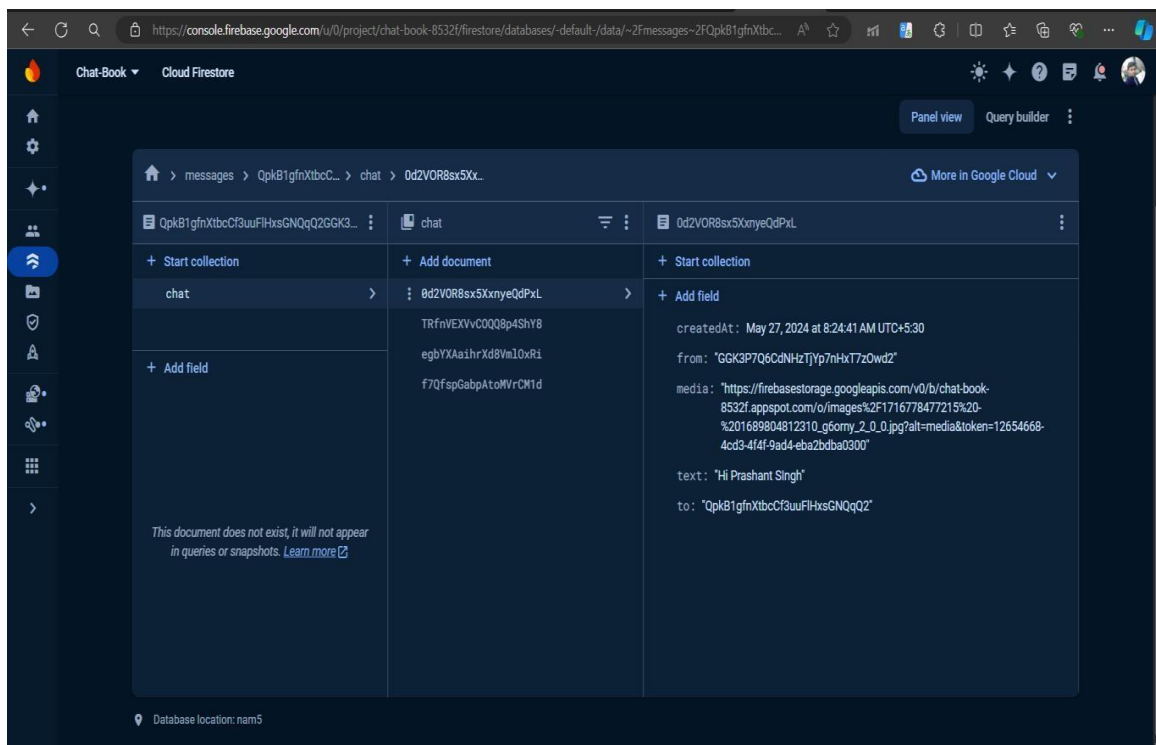 https://console.firebase.google.com/u/0/project/chat-book-8532f/firestore/databases/-default-/data/~2Fmessages~2FQpkB1gfnXtbc...
Chat-Book
Cloud Firestore
Panel view
Query builder
messages > QpkB1gfnXtbcC... > chat > 0d2VOR8sx5Xx...
More in Google Cloud
QpkB1gfnXtbcCf3uuFlHxsGNQqQ2GGK3...
chat
0d2VOR8sx5XxnyeQdPxL
+ Start collection
+ Add document
+ Start collection
chat
0d2VOR8sx5XxnyeQdPxL
TRfnVEXVvCOQQ8p4ShY8
egbYXAaihrXd8VmlOxRi
f7QfspGabpAtoMVrCM1d
+ Add field
+ Add field
createdAt: May 27, 2024 at 8:24:41 AM UTC+5:30
from: "GGK3P7Q6CdNHzTjYp7nHxT7zOwd2"
media: "https://firebasestorage.googleapis.com/v0/b/chat-book-
8532f.appspot.com/o/images%2F1716778477215%20-
%201689804812310_g6orny_2_0_0.jpg?alt=media&token=12654668-
4cd3-4f4f-9ad4-eba2bdba0300"
text: "Hi Prashant SIngh"
to: "QpkB1gfnXtbcCf3uuFlHxsGNQqQ2"
This document does not exist, it will not appear
in queries or snapshots. Learn more
Database location: nam5